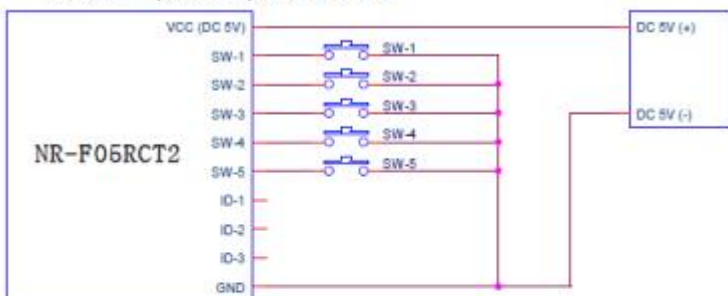 VCC (DC 5V)
DC 5V (+)
SW-1
SW-1
SW-2
SW-2
SW-3
SW-3
DC 5V (-)
SW-4
SW-4
NR-F05RCT2
SW-5
SW-5
ID-1
ID-2
ID-3
GND